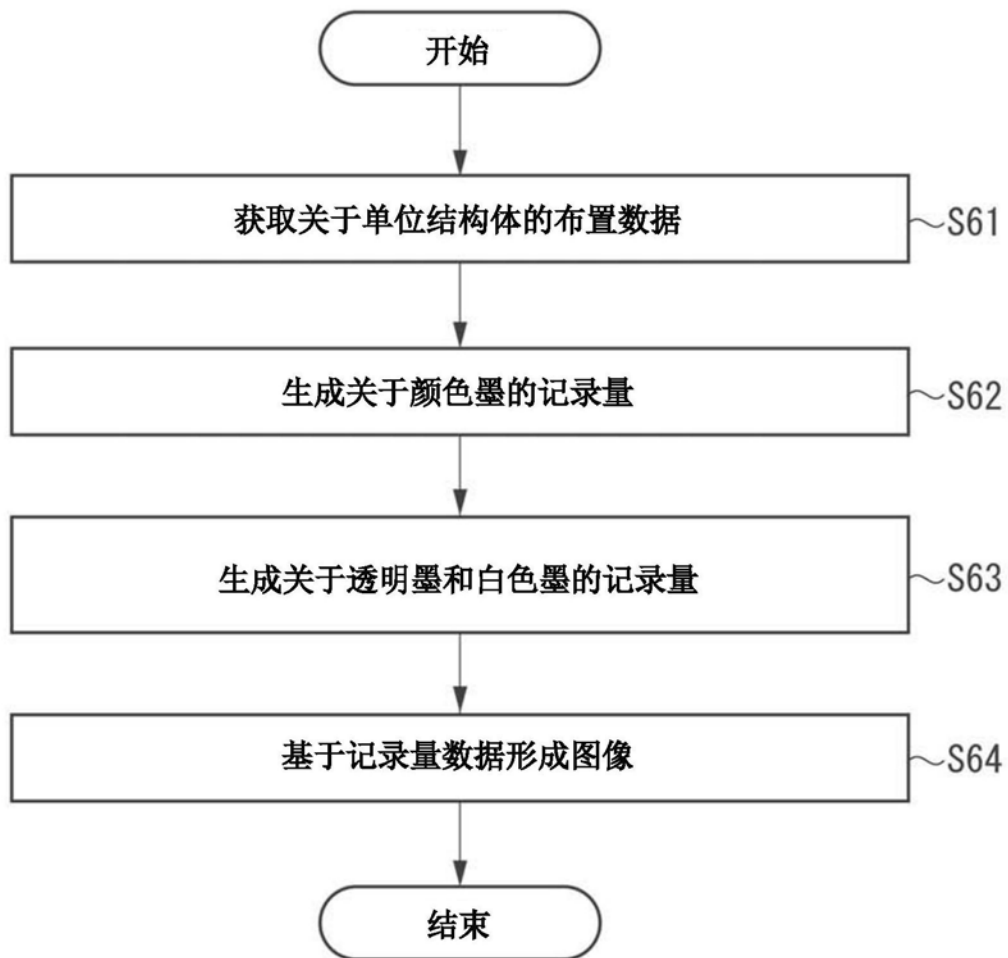 开始
获取关于单位结构体的布置数据
S61
生成关于颜色墨的记录量
S62
生成关于透明墨和白色墨的记录量
S63
基于记录量数据形成图像
S64
结束